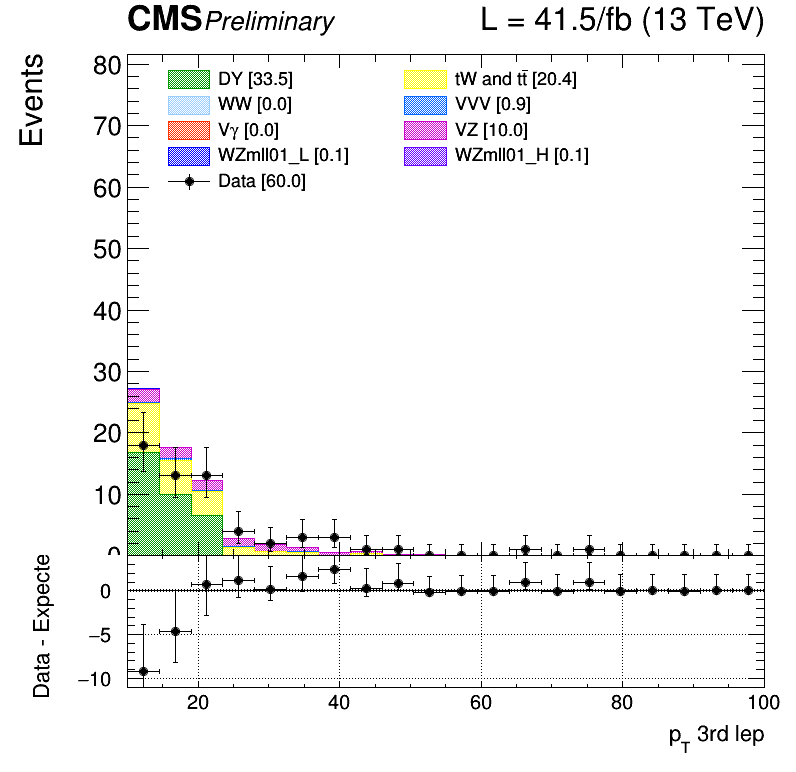 CMS Preliminary L = 41.5/fb (13 TeV)
Events
80
70
60
50
40
30
20
10
0
DY [33.5] tW and tt̄ [20.4]
WW [0.0] VVV [0.9]
Vγ [0.0] VZ [10.0]
WZmll01_L [0.1] WZmll01_H [0.1]
Data [60.0]
Data - Expecte
0
−5
−10
20 40 60 80 100
p_T 3rd lep